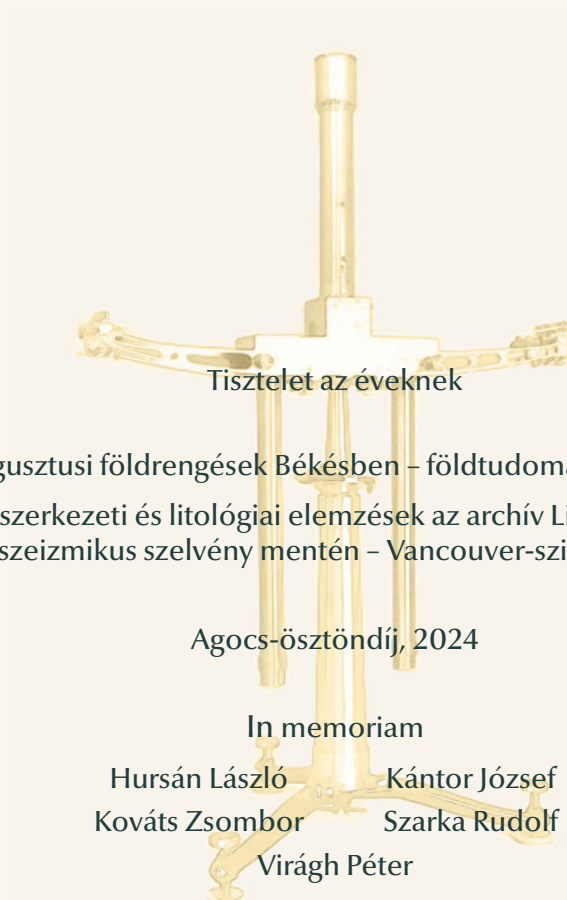 Tisztelet az éveknek
gusztusi földrengések Békésben – földtudomá
szerkezeti és litológiai elemzések az archív Li
szeizmikus szelvény mentén – Vancouver-szi
Agocs-ösztöndíj, 2024
In memoriam
Hursán László Kántor József
Kováts Zsombor Szarka Rudolf
Virágh Péter